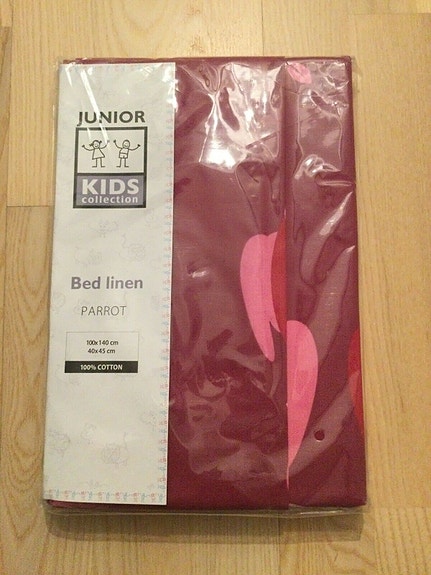 JUNIOR
KIDS
collection
Bed linen
PARROT
100x140 cm
40x45 cm
100% COTTON